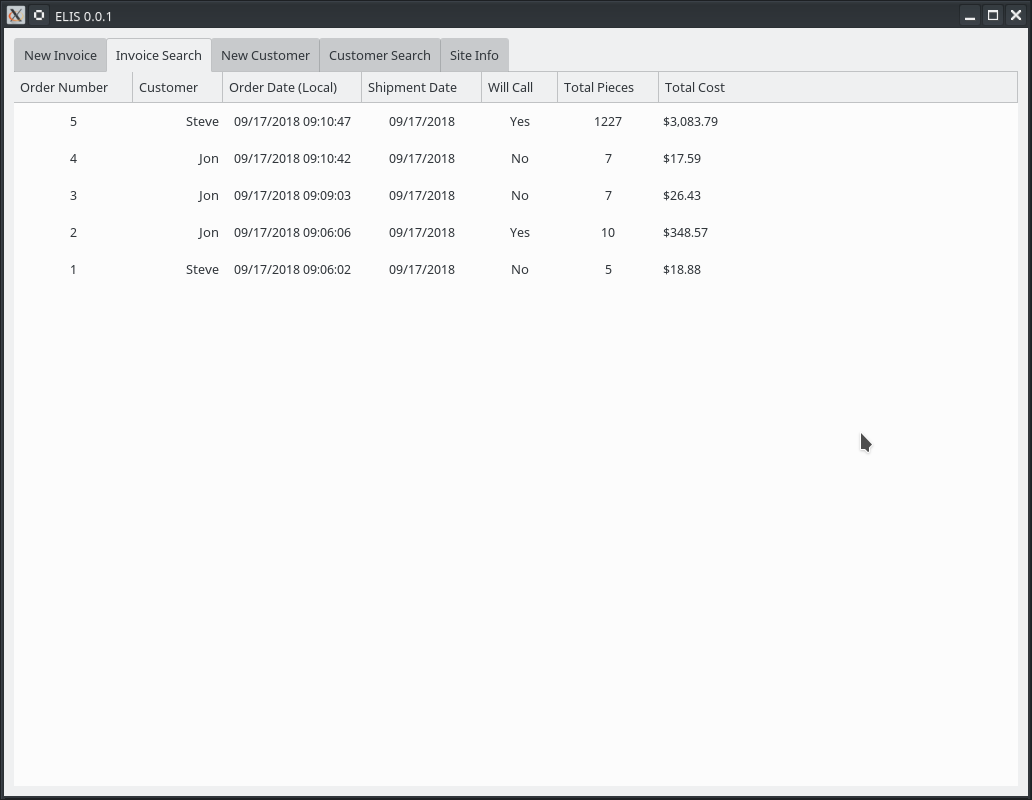 ELIS 0.0.1
New Invoice Invoice Search New Customer Customer Search Site Info
Order Number Customer Order Date (Local) Shipment Date Will Call Total Pieces Total Cost
5 Steve 09/17/2018 09:10:47 09/17/2018 Yes 1227 $3,083.79
4 Jon 09/17/2018 09:10:42 09/17/2018 No 7 $17.59
3 Jon 09/17/2018 09:09:03 09/17/2018 No 7 $26.43
2 Jon 09/17/2018 09:06:06 09/17/2018 Yes 10 $348.57
1 Steve 09/17/2018 09:06:02 09/17/2018 No 5 $18.88